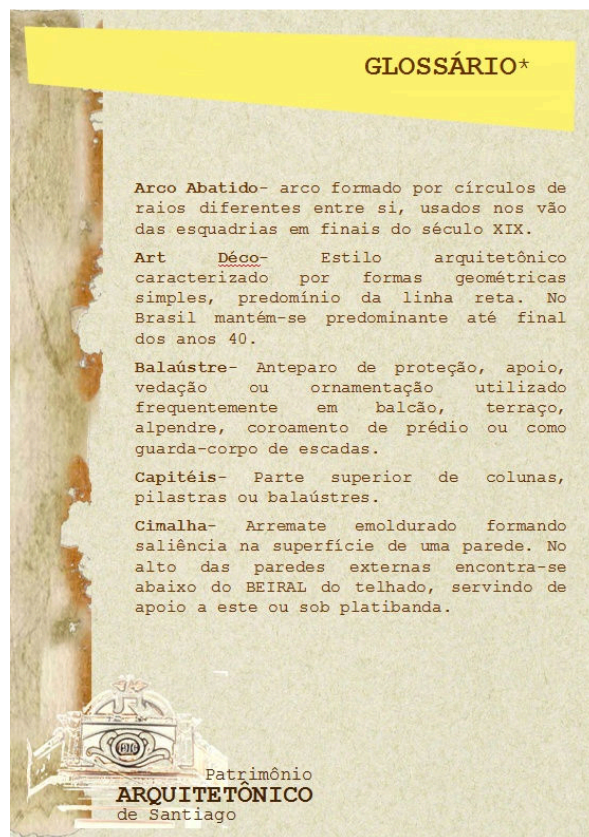 GLOSSÁRIO*
Arco Abatido- arco formado por círculos de
raios diferentes entre si, usados nos vão
das esquadrias em finais do século XIX.
Art Déco- Estilo arquitetônico
caracterizado por formas geométricas
simples, predomínio da linha reta. No
Brasil mantém-se predominante até final
dos anos 40.
Balaústre- Anteparo de proteção, apoio,
vedação ou ornamentação utilizado
frequentemente em balcão, terraço,
alpendre, coroamento de prédio ou como
guarda-corpo de escadas.
Capitéis- Parte superior de colunas,
pilastras ou balaústres.
Cimalha- Arremate emoldurado formando
saliência na superfície de uma parede. No
alto das paredes externas encontra-se
abaixo do BEIRAL do telhado, servindo de
apoio a este ou sob platibanda.
Patrimônio
ARQUITETÔNICO
de Santiago